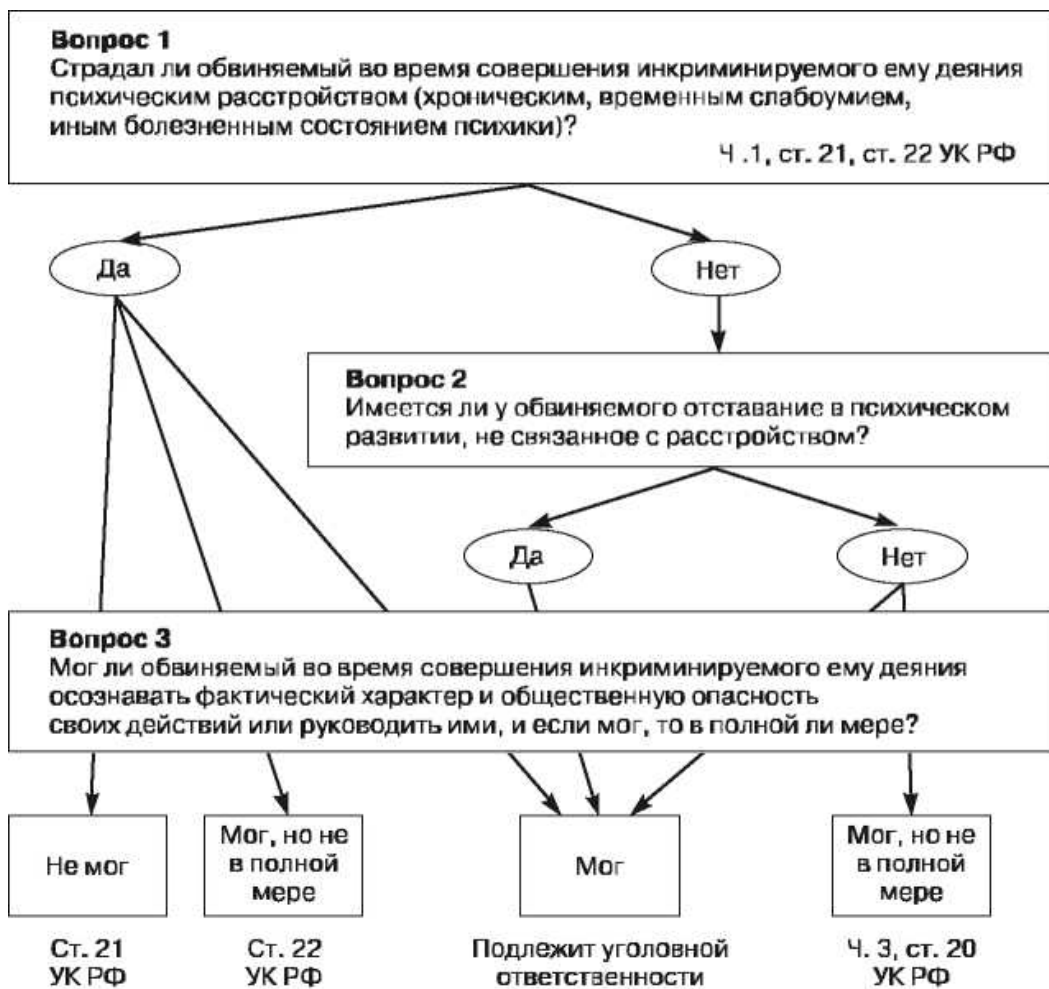 Вопрос 1
Страдал ли обвиняемый во время совершения инкриминируемого ему деяния
психическим расстройством (хроническим, временным слабоумием,
иным болезненным состоянием психики)?
Ч .1, ст. 21, ст. 22 УК РФ
Да
Нет
Вопрос 2
Имеется ли у обвиняемого отставание в психическом
развитии, не связанное с расстройством?
Да
Нет
Вопрос 3
Мог ли обвиняемый во время совершения инкриминируемого ему деяния
осознавать фактический характер и общественную опасность
своих действий или руководить ими, и если мог, то в полной ли мере?
Не мог
Мог, но не
в полной
мере
Мог
Мог, но не
в полной
мере
Ст. 21
УК РФ
Ст. 22
УК РФ
Подлежит уголовной
ответственности
Ч. 3, ст. 20
УК РФ